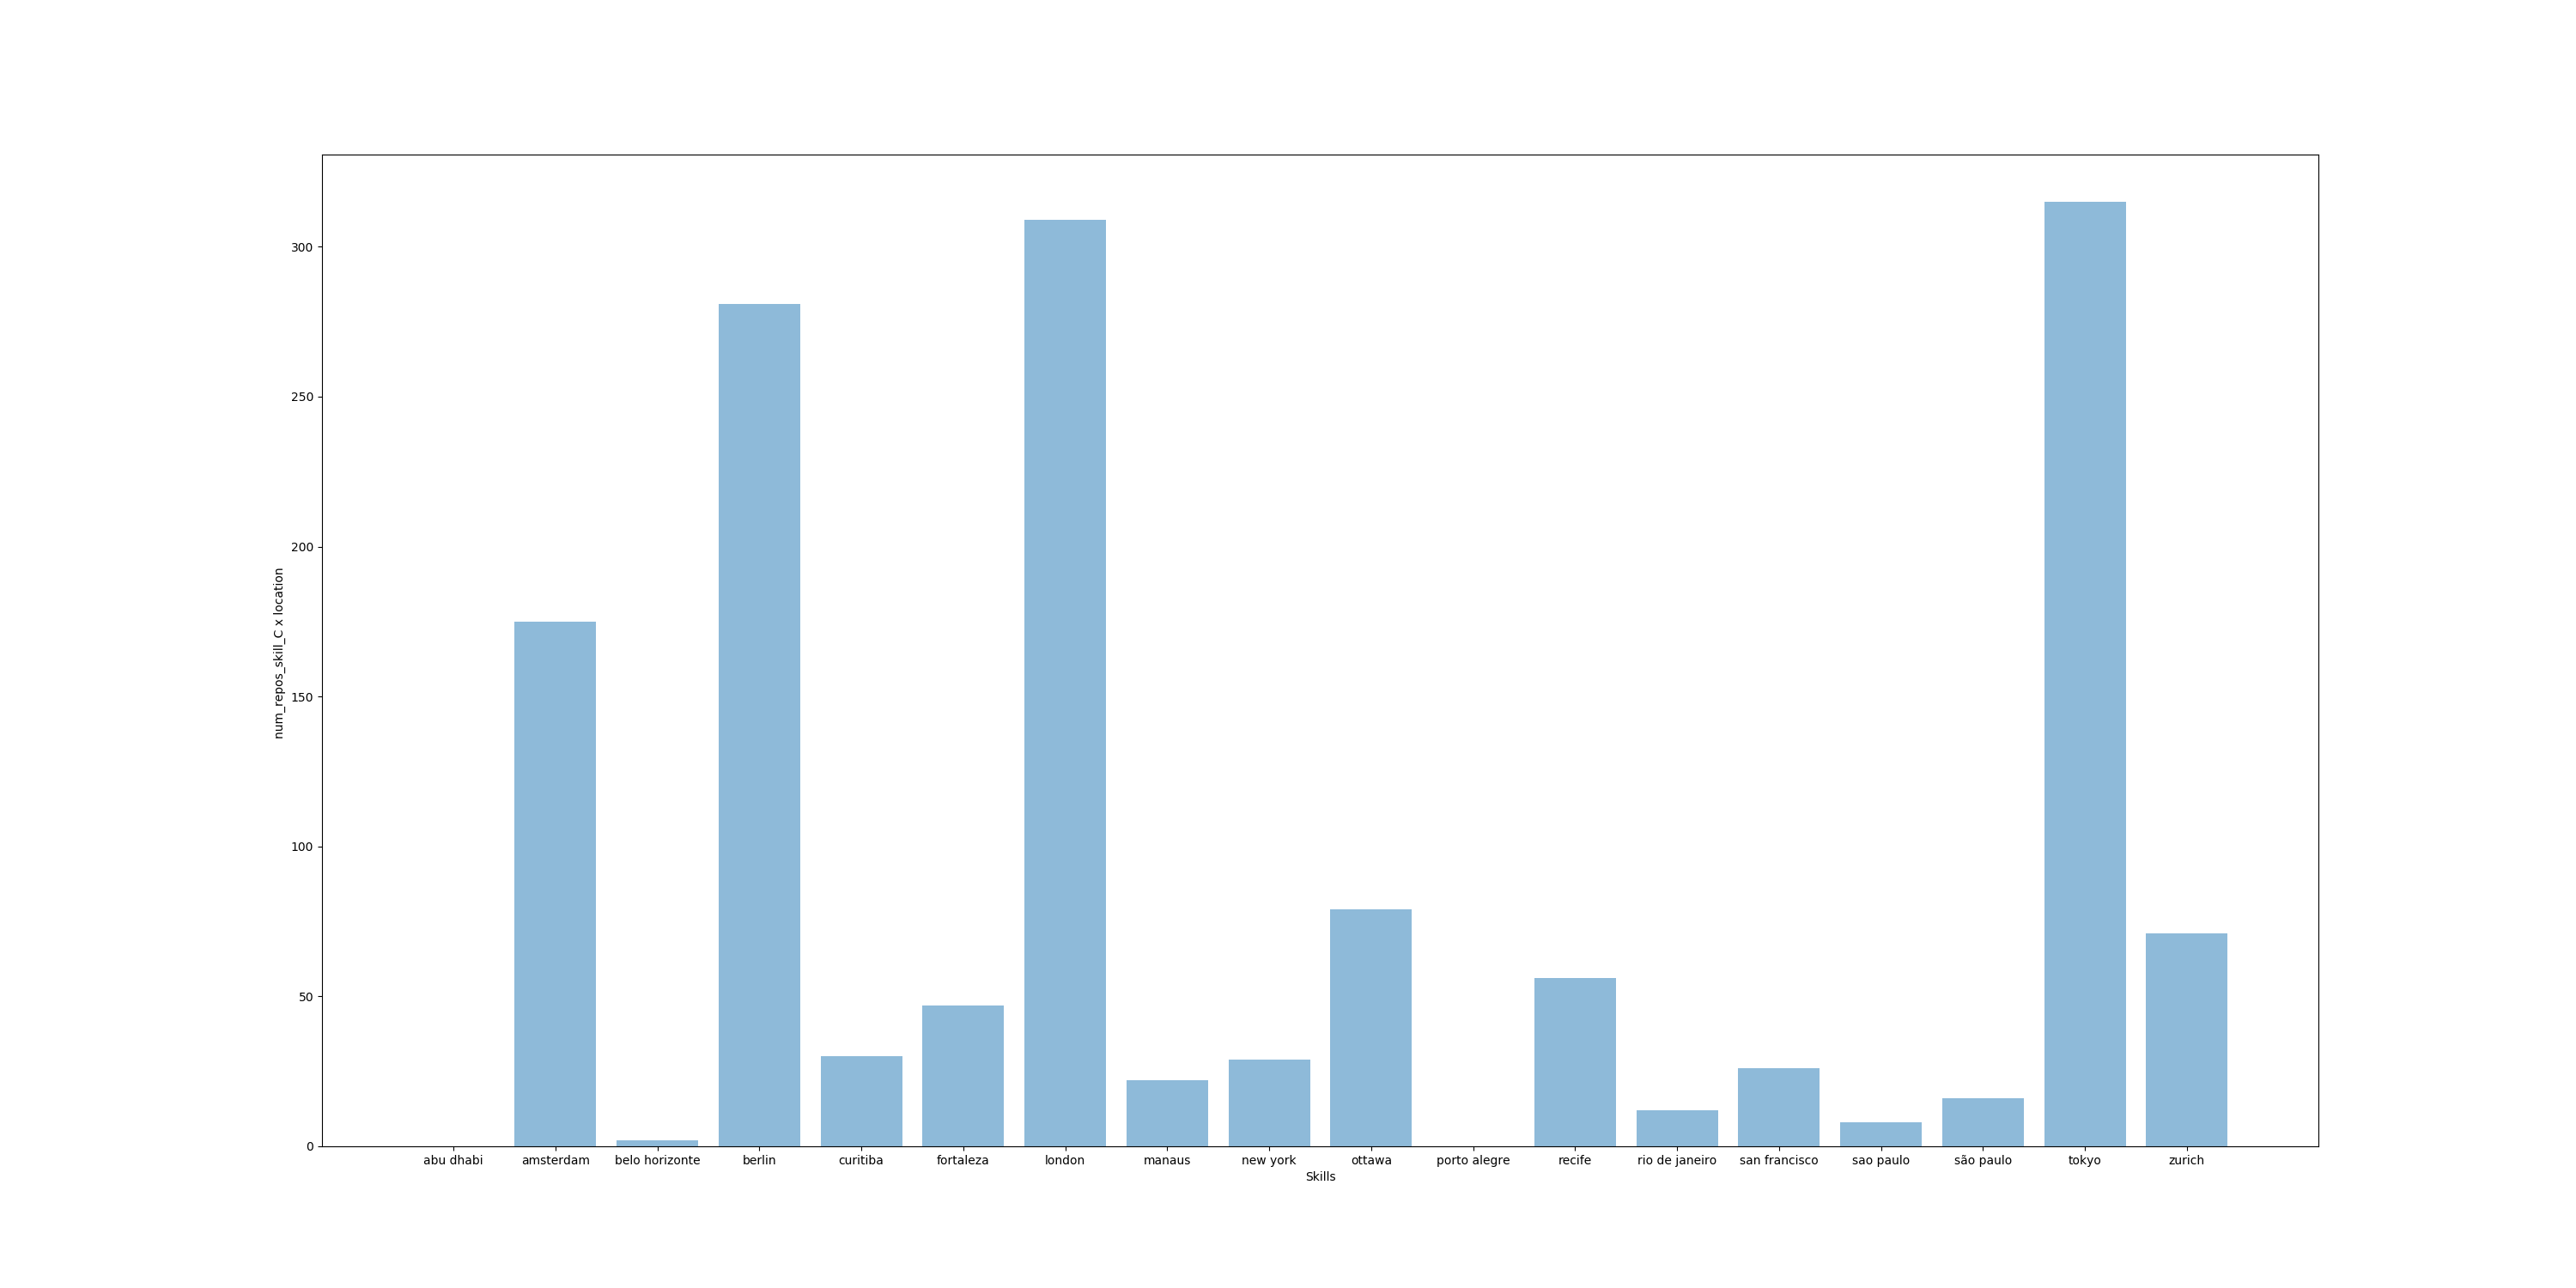 num_repos_skill_C x location
300
250
200
150
100
50
0
abu dhabi amsterdam belo horizonte berlin curitiba fortaleza london manaus new york ottawa porto alegre recife rio de janeiro san francisco sao paulo são paulo tokyo zurich
Skills